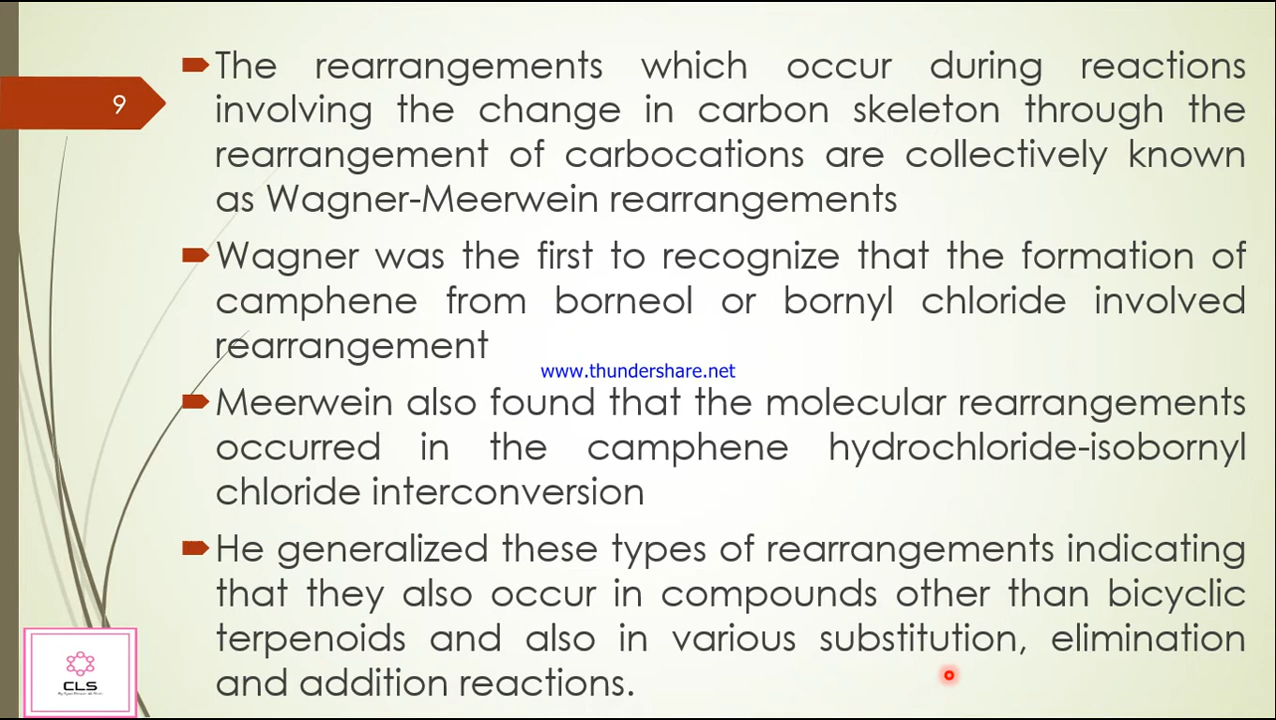 9
The rearrangements which occur during reactions
involving the change in carbon skeleton through the
rearrangement of carbocations are collectively known
as Wagner-Meerwein rearrangements
Wagner was the first to recognize that the formation of
camphene from borneol or bornyl chloride involved
rearrangement
www.thundershare.net
Meerwein also found that the molecular rearrangements
occurred in the camphene hydrochloride-isobornyl
chloride interconversion
He generalized these types of rearrangements indicating
that they also occur in compounds other than bicyclic
terpenoids and also in various substitution, elimination
and addition reactions.
CLS